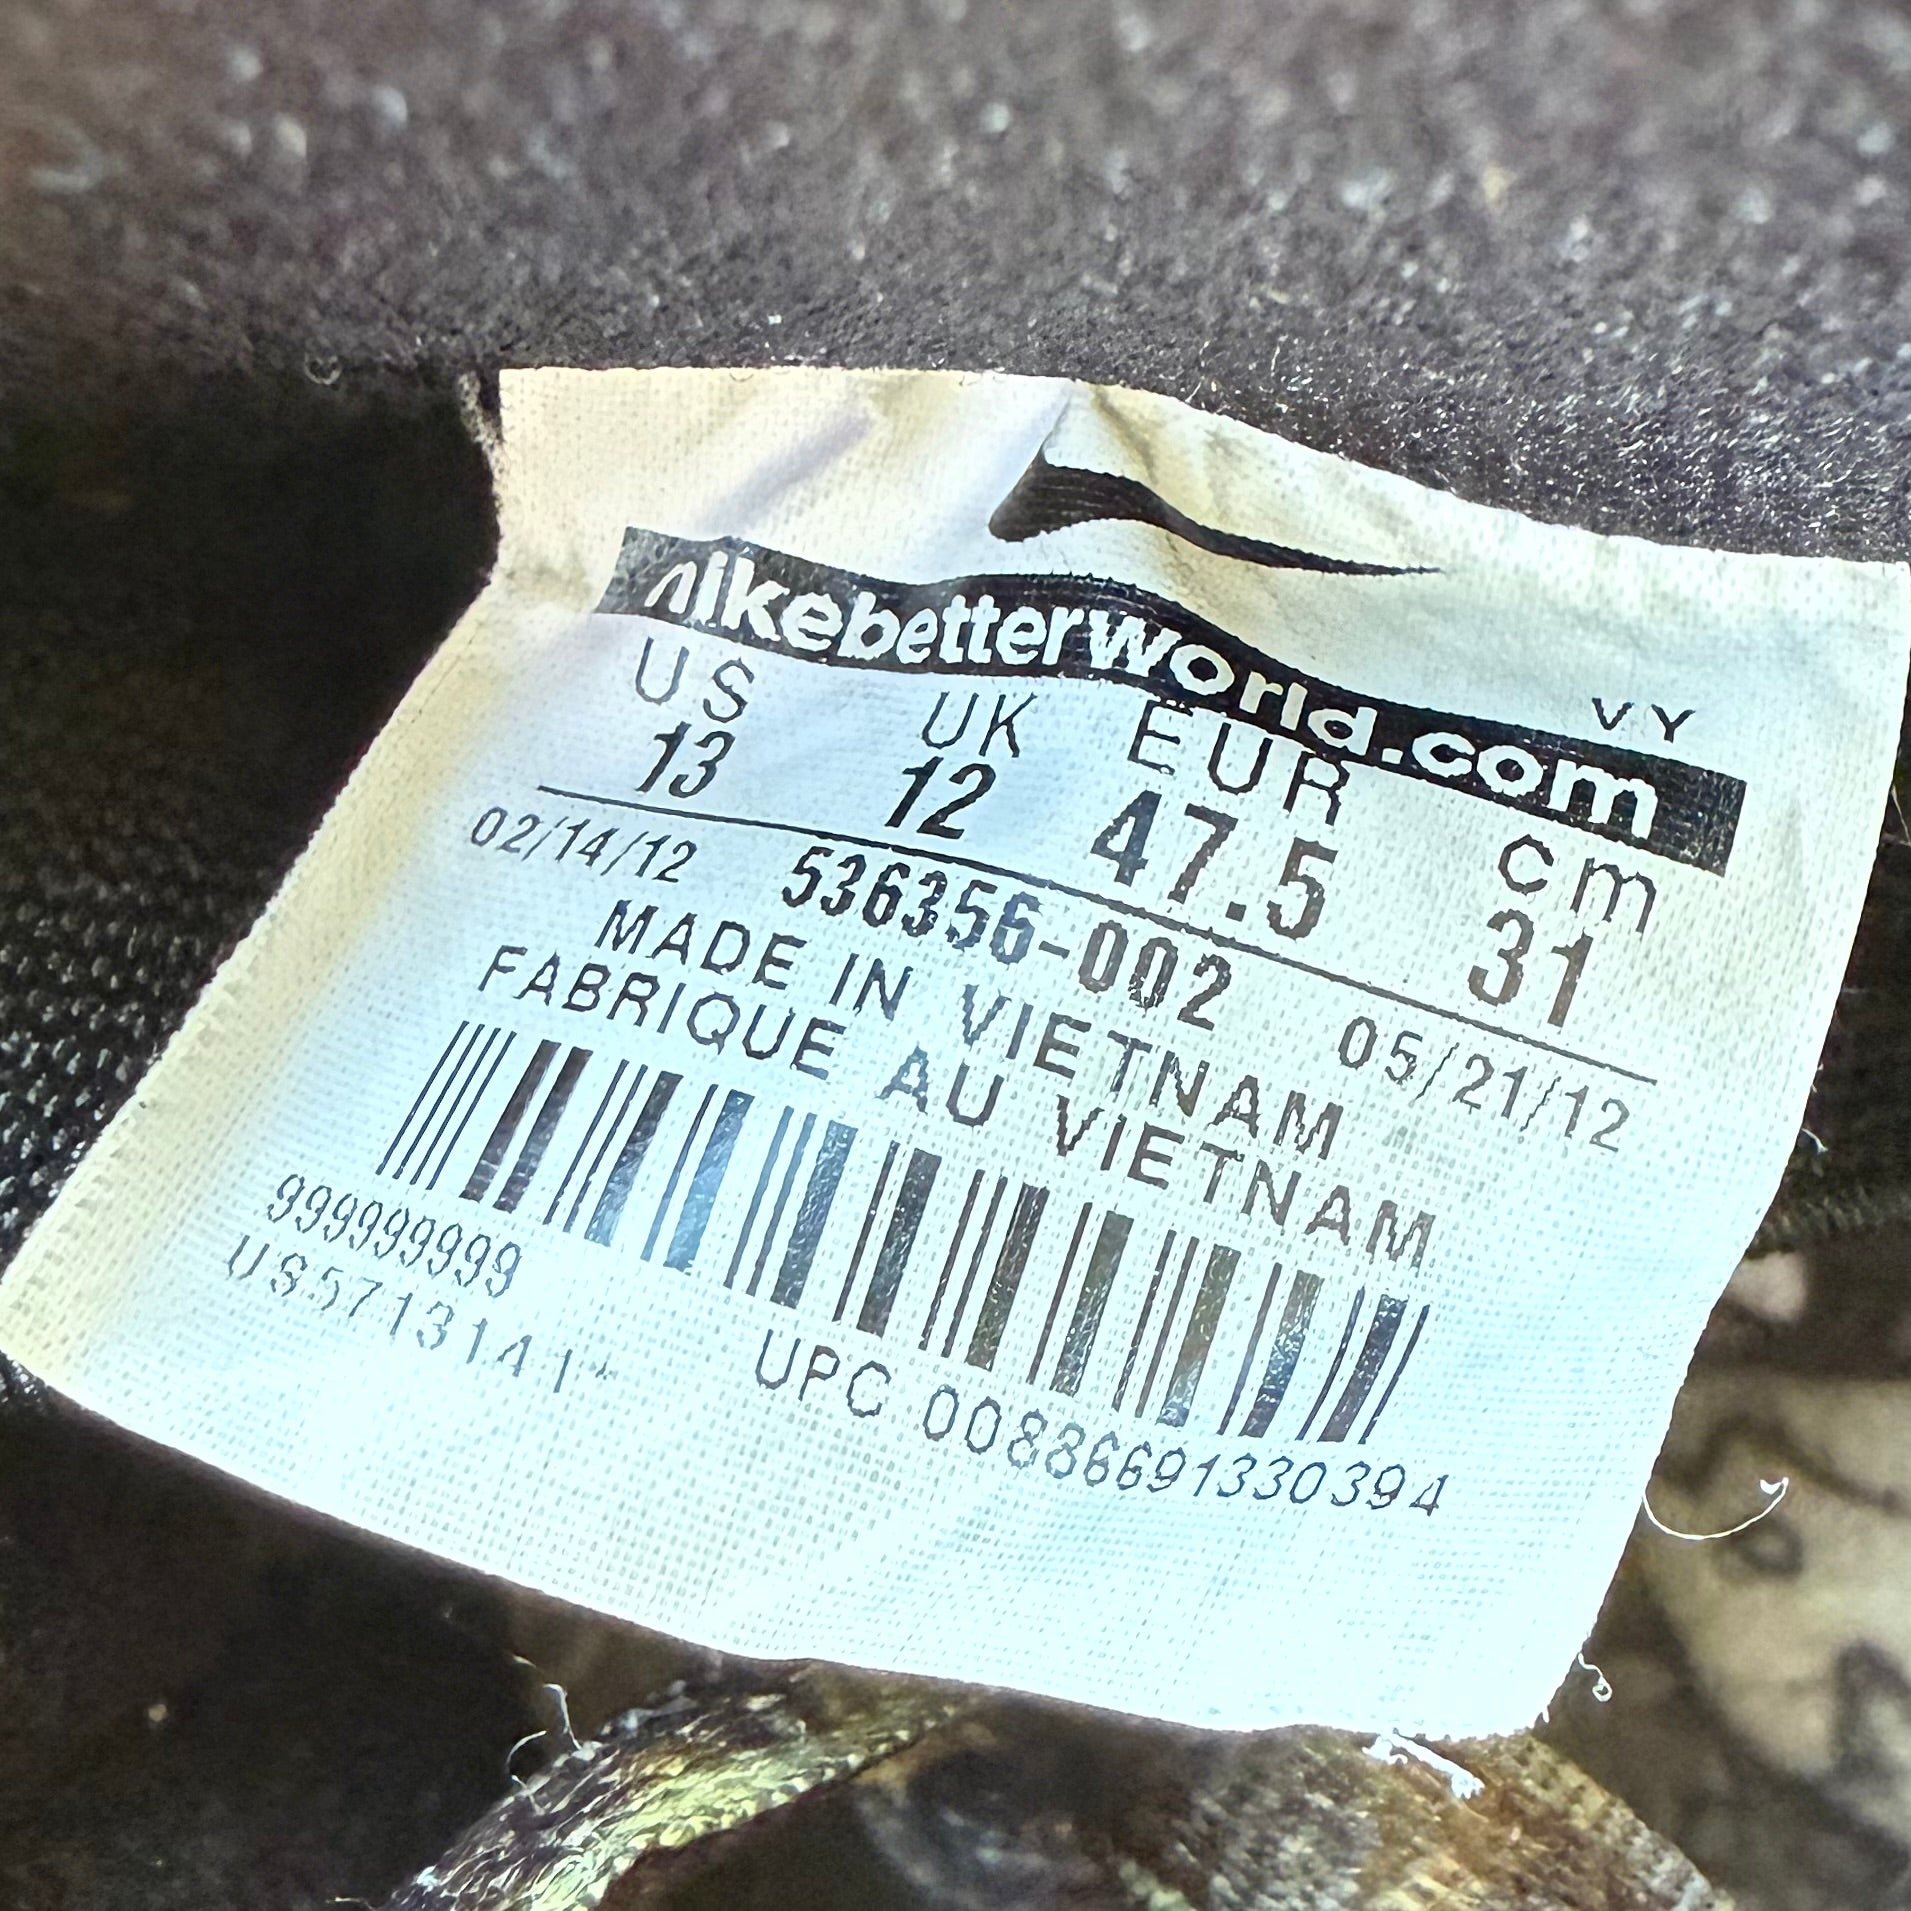 nikebetterworld.com
VY
US UK EUR cm
13 12 47.5 31
02/14/12 536356-002 05/21/12
MADE IN VIETNAM
FABRIQUE AU VIETNAM
999999999
US5713141*
UPC 00886691330394